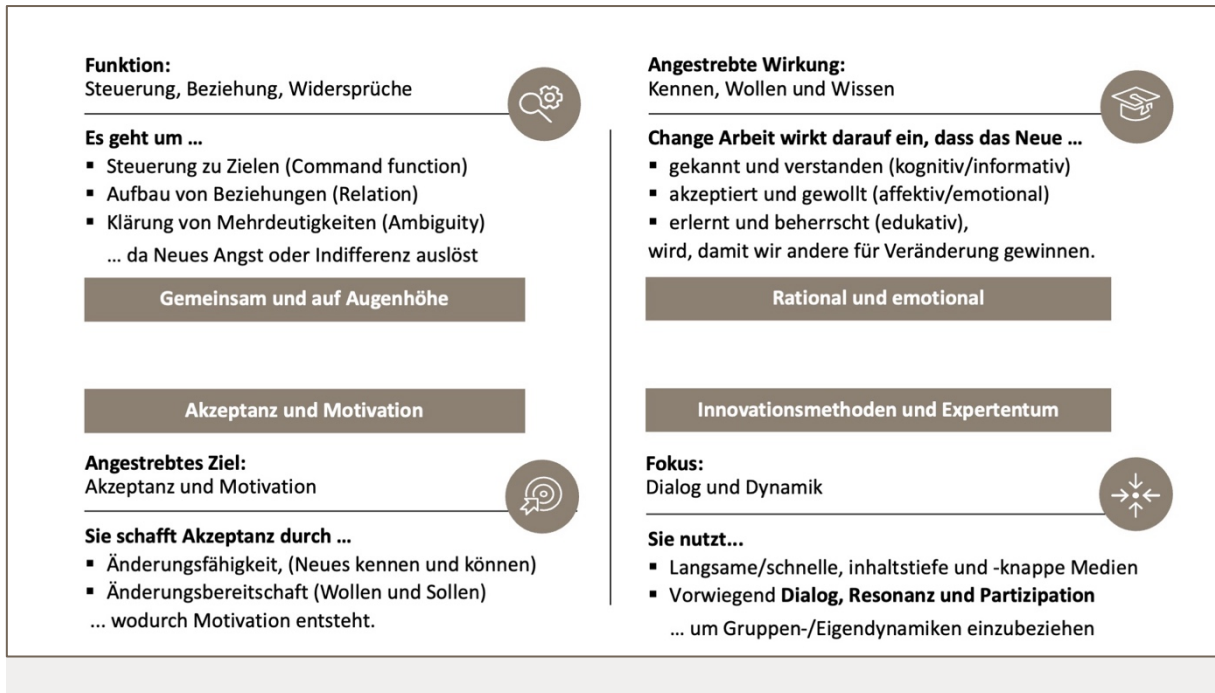 Funktion:
Steuerung, Beziehung, Widersprüche
Es geht um ...
▪ Steuerung zu Zielen (Command function)
▪ Aufbau von Beziehungen (Relation)
▪ Klärung von Mehrdeutigkeiten (Ambiguity)
... da Neues Angst oder Indifferenz auslöst
Gemeinsam und auf Augenhöhe
Angestrebte Wirkung:
Kennen, Wollen und Wissen
Change Arbeit wirkt darauf ein, dass das Neue ...
▪ gekannt und verstanden (kognitiv/informativ)
▪ akzeptiert und gewollt (affektiv/emotional)
▪ erlernt und beherrscht (edukativ),
wird, damit wir andere für Veränderung gewinnen.
Rational und emotional
Akzeptanz und Motivation
Angestrebtes Ziel:
Akzeptanz und Motivation
Sie schafft Akzeptanz durch ...
▪ Änderungsfähigkeit, (Neues kennen und können)
▪ Änderungsbereitschaft (Wollen und Sollen)
... wodurch Motivation entsteht.
Innovationsmethoden und Expertentum
Fokus:
Dialog und Dynamik
Sie nutzt...
▪ Langsame/schnelle, inhaltstiefe und -knappe Medien
▪ Vorwiegend Dialog, Resonanz und Partizipation
... um Gruppen-/Eigendynamiken einzubeziehen